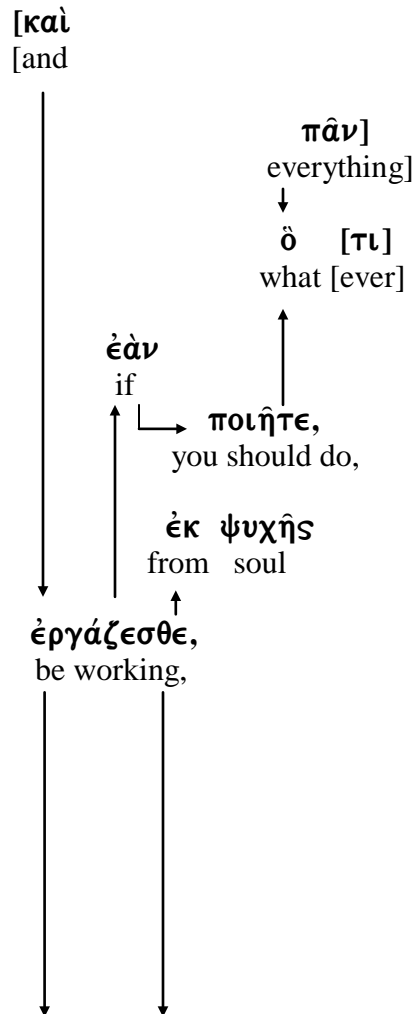 [καὶ
[and
πᾶν]
everything]
ὃ [τι]
what [ever]
ἐὰν
if
ποιῆτε,
you should do,
ἐκ ψυχῆς
from soul
ἐργάζεσθε,
be working,